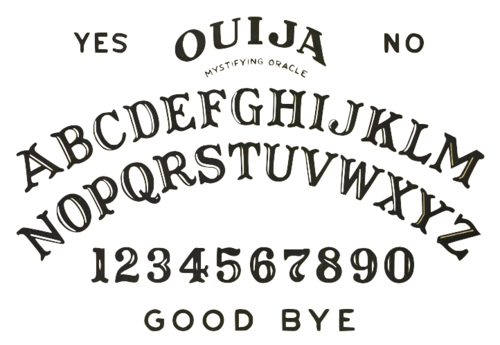 YES OUIJA NO
MYSTIFYING ORACLE
ABCDEFGHIJKLM
NOPQRSTUVWXYZ
1234567890
GOOD BYE